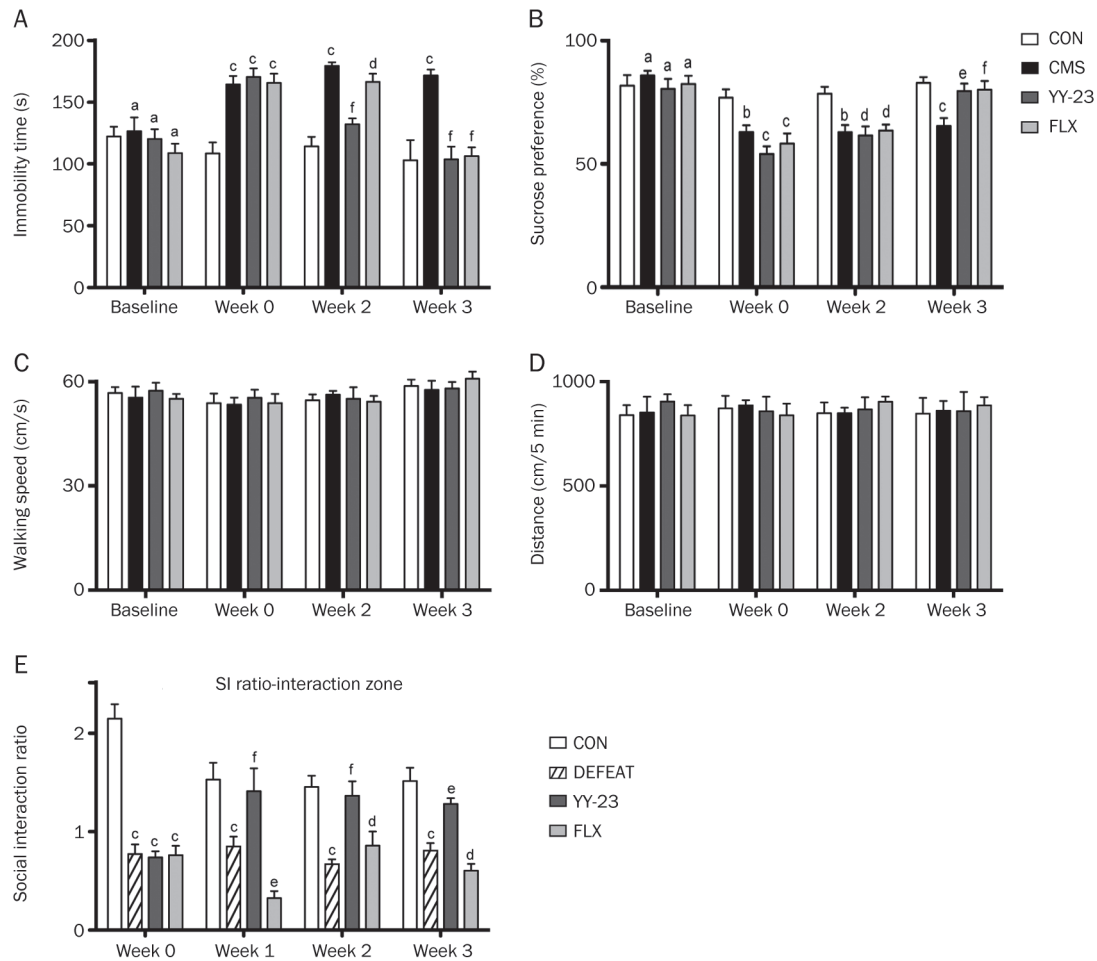 A
Immobility time (s)
200
150
100
50
0
a
a
a
c
c
c
c
f
d
c
f
f
Baseline
Week 0
Week 2
Week 3
B
Sucrose preference (%)
100
50
0
a
a
a
b
c
c
b
d
d
c
e
f
Baseline
Week 0
Week 2
Week 3
CON
CMS
YY-23
FLX
C
Walking speed (cm/s)
60
30
0
Baseline
Week 0
Week 2
Week 3
D
Distance (cm/5 min)
1000
500
0
Baseline
Week 0
Week 2
Week 3
E
SI ratio-interaction zone
Social interaction ratio
2
1
0
c
c
c
c
f
e
c
f
d
c
e
d
Week 0
Week 1
Week 2
Week 3
CON
DEFEAT
YY-23
FLX